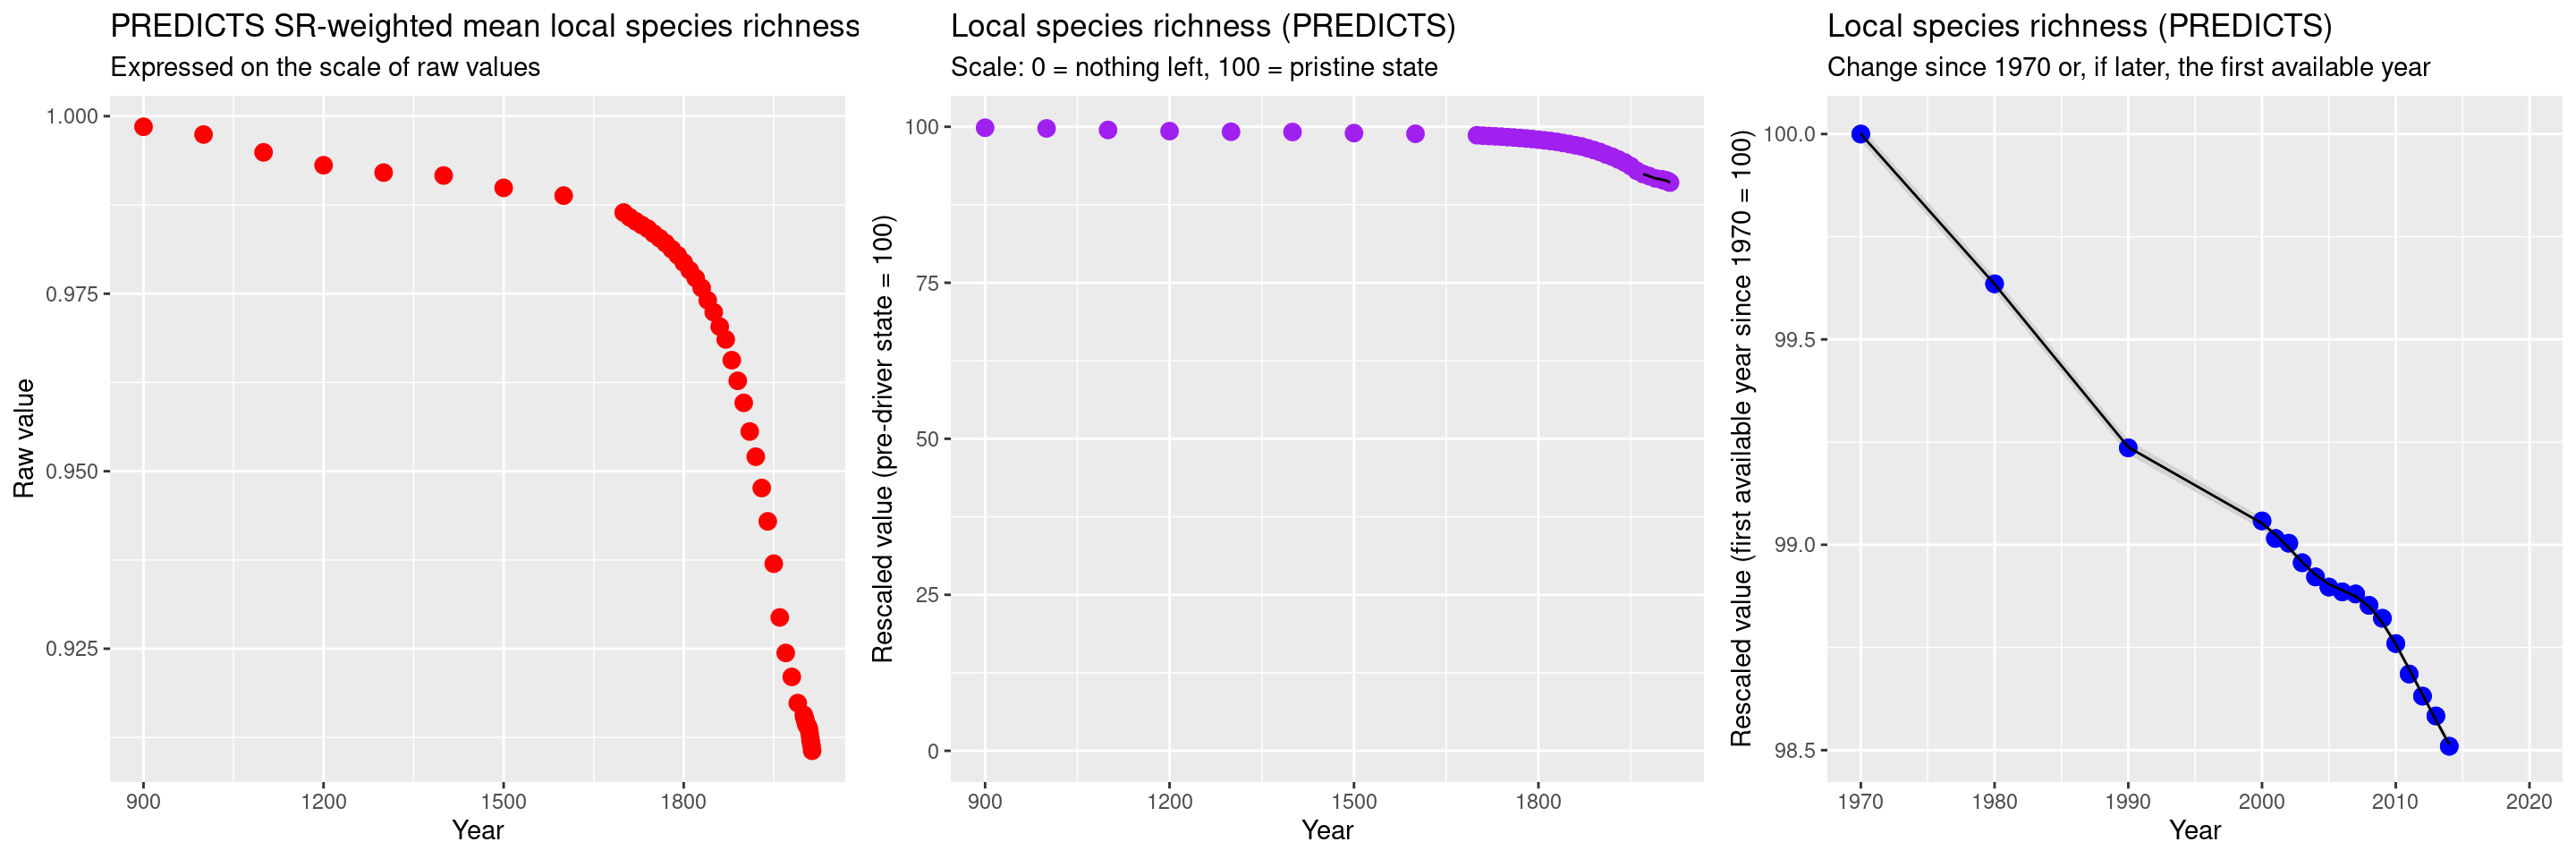 PREDICTS SR-weighted mean local species richness
Expressed on the scale of raw values
Raw value
1.000
0.975
0.950
0.925
900
1200
1500
1800
Year
Local species richness (PREDICTS)
Scale: 0 = nothing left, 100 = pristine state
Rescaled value (pre-driver state = 100)
100
75
50
25
0
900
1200
1500
1800
Year
Local species richness (PREDICTS)
Change since 1970 or, if later, the first available year
Rescaled value (first available year since 1970 = 100)
100.0
99.5
99.0
98.5
1970
1980
1990
2000
2010
2020
Year